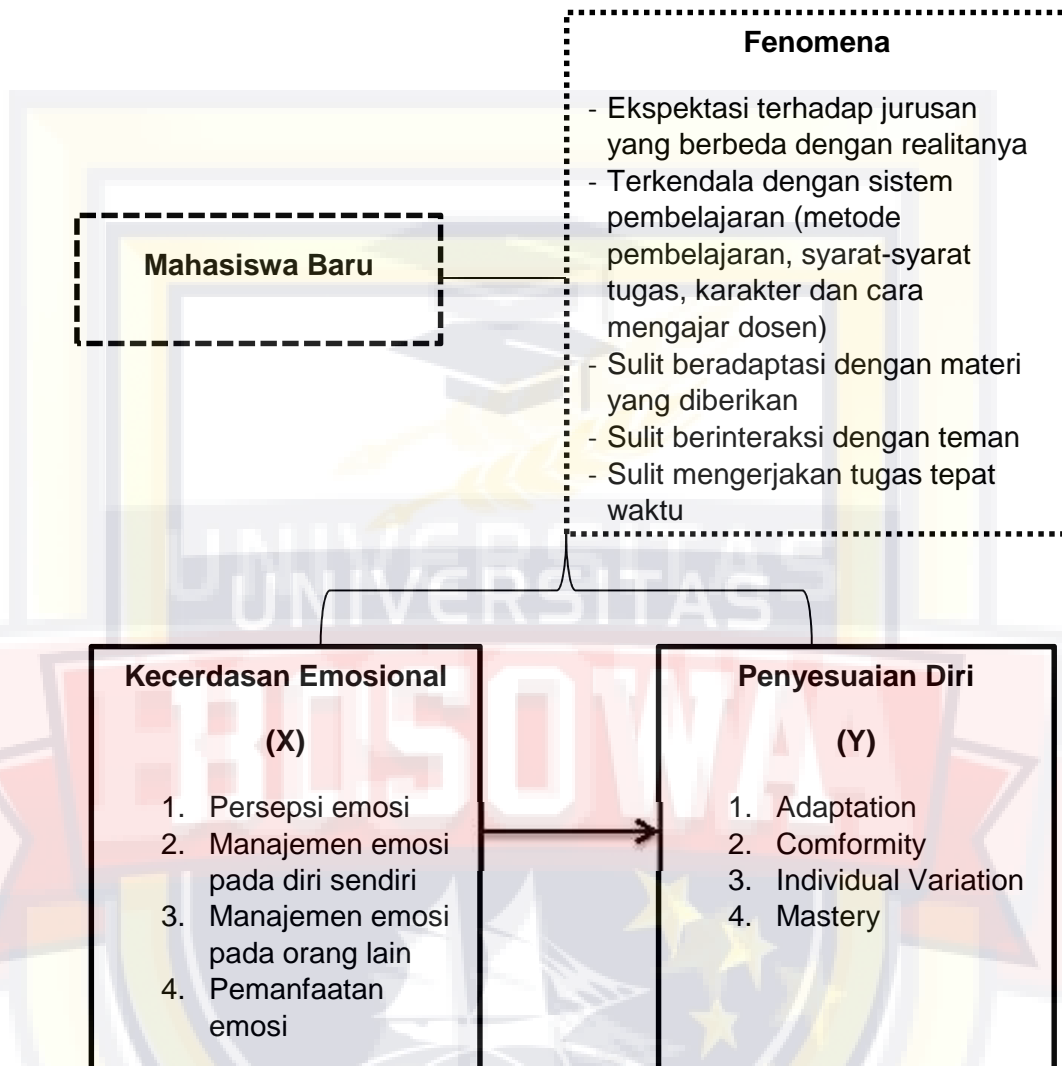 Fenomena
- Ekspektasi terhadap jurusan
yang berbeda dengan realitanya
- Terkendala dengan sistem
pembelajaran (metode
pembelajaran, syarat-syarat
tugas, karakter dan cara
mengajar dosen)
- Sulit beradaptasi dengan materi
yang diberikan
- Sulit berinteraksi dengan teman
- Sulit mengerjakan tugas tepat
waktu
Mahasiswa Baru
UNIVERSITAS
UNIVERSITAS
BOSOWA
Kecerdasan Emosional
(X)
1. Persepsi emosi
2. Manajemen emosi
pada diri sendiri
3. Manajemen emosi
pada orang lain
4. Pemanfaatan
emosi
Penyesuaian Diri
(Y)
1. Adaptation
2. Comformity
3. Individual Variation
4. Mastery